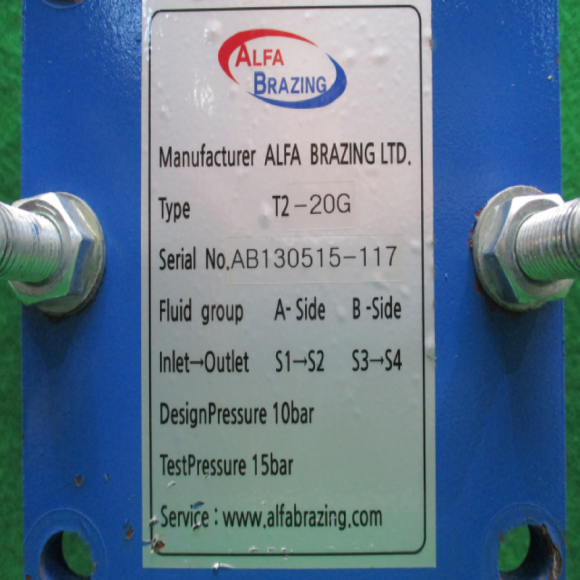 ALFA
BRAZING
Manufacturer ALFA BRAZING LTD.
Type T2-20G
Serial No. AB130515-117
Fluid group A- Side B -Side
Inlet→Outlet S1→S2 S3→S4
DesignPressure 10bar
TestPressure 15bar
Service : www.alfabrazing.com